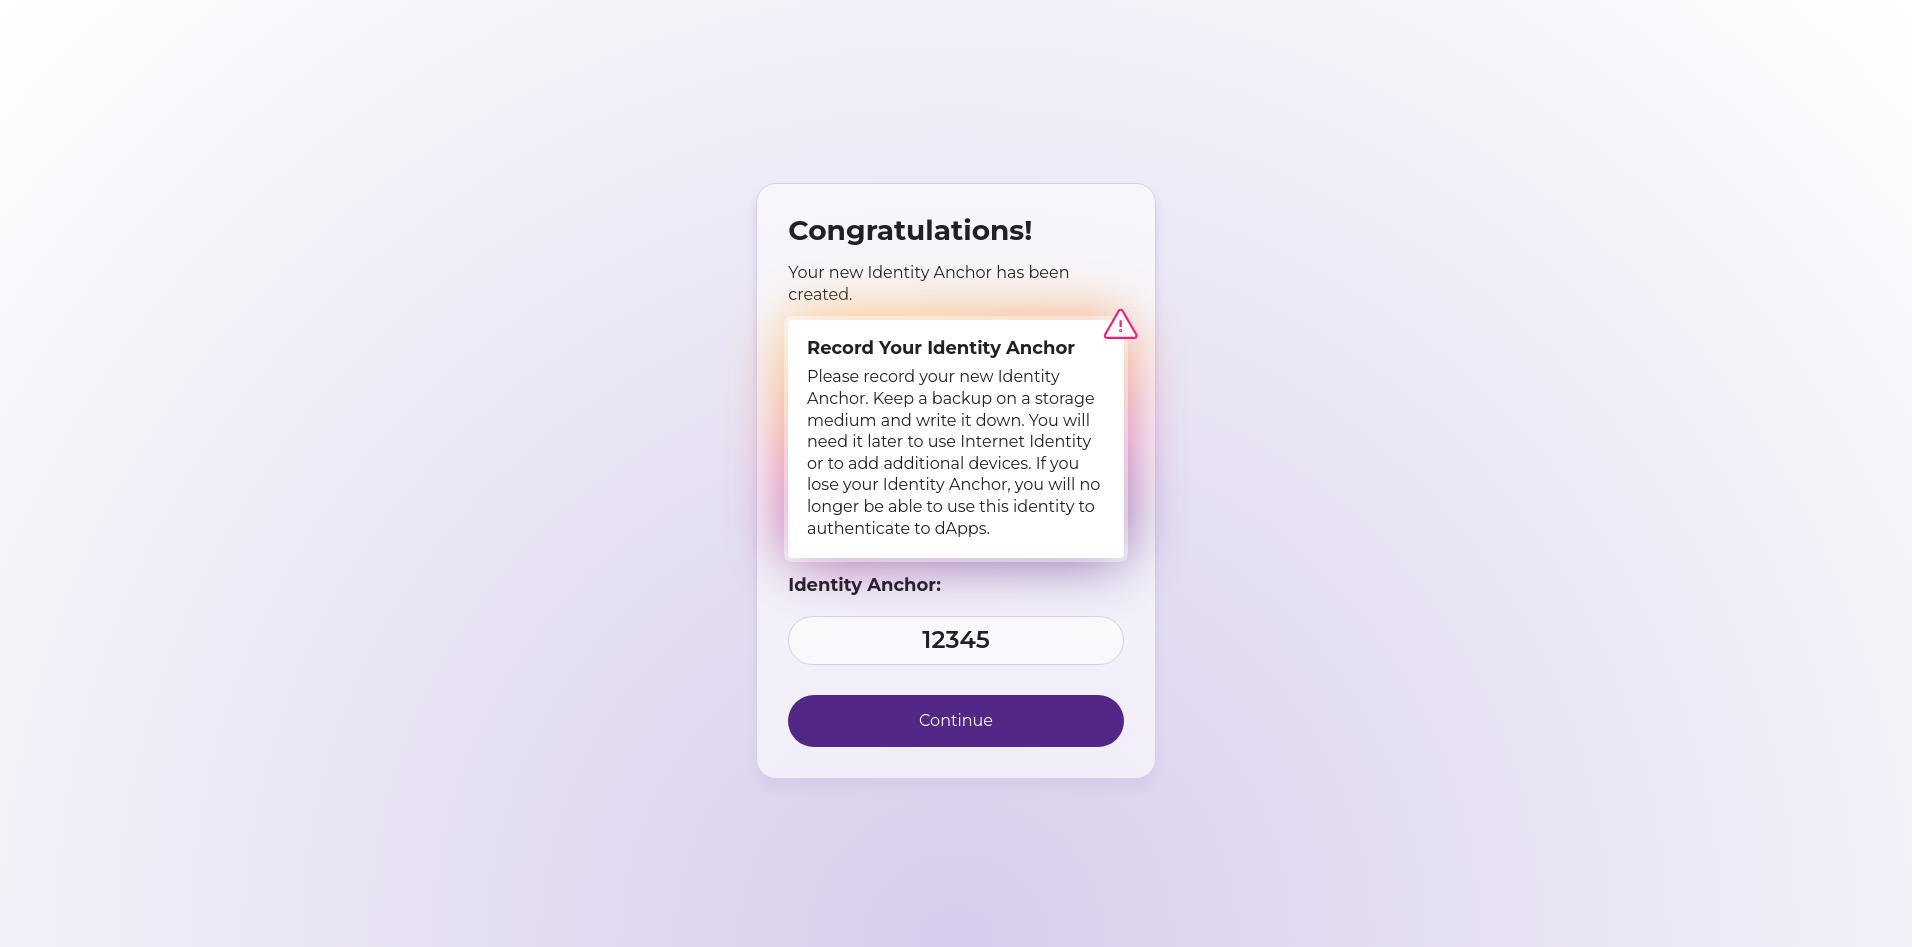 Congratulations!
Your new Identity Anchor has been
created.
Record Your Identity Anchor
Please record your new Identity
Anchor. Keep a backup on a storage
medium and write it down. You will
need it later to use Internet Identity
or to add additional devices. If you
lose your Identity Anchor, you will no
longer be able to use this identity to
authenticate to dApps.
Identity Anchor:
12345
Continue